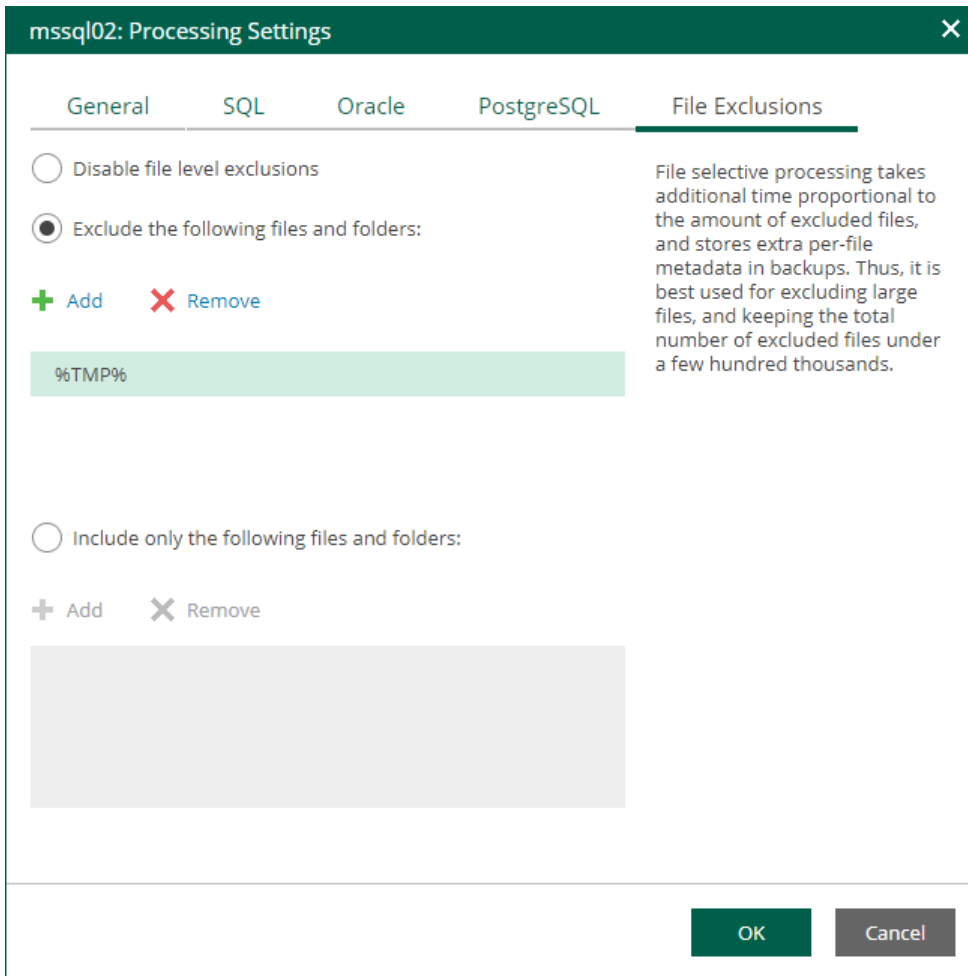 mssql02: Processing Settings
General SQL Oracle PostgreSQL File Exclusions
Disable file level exclusions
Exclude the following files and folders:
Add Remove
%TMP%
Include only the following files and folders:
Add Remove
File selective processing takes
additional time proportional to
the amount of excluded files,
and stores extra per-file
metadata in backups. Thus, it is
best used for excluding large
files, and keeping the total
number of excluded files under
a few hundred thousands.
OK Cancel